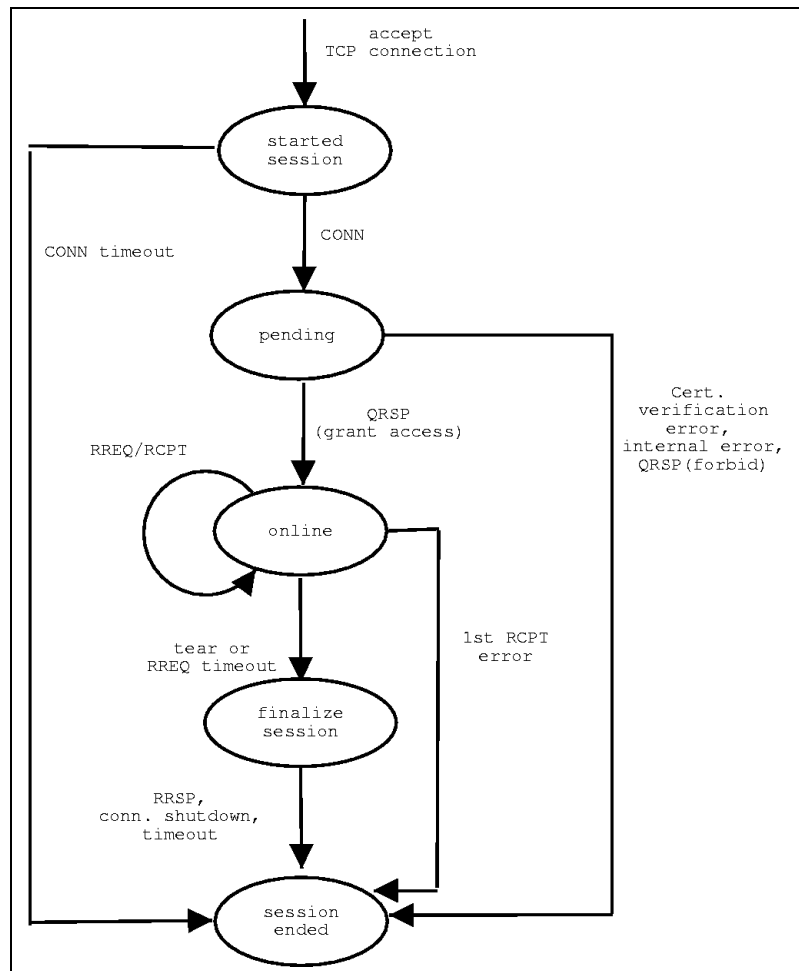 accept
TCP connection
started
session
CONN
CONN timeout
pending
QRSP
(grant access)
Cert.
verification
error,
internal error,
QRSP(forbid)
RREQ/RCPT
online
1st RCPT
error
tear or
RREQ timeout
finalize
session
RRSP,
conn. shutdown,
timeout
session
ended